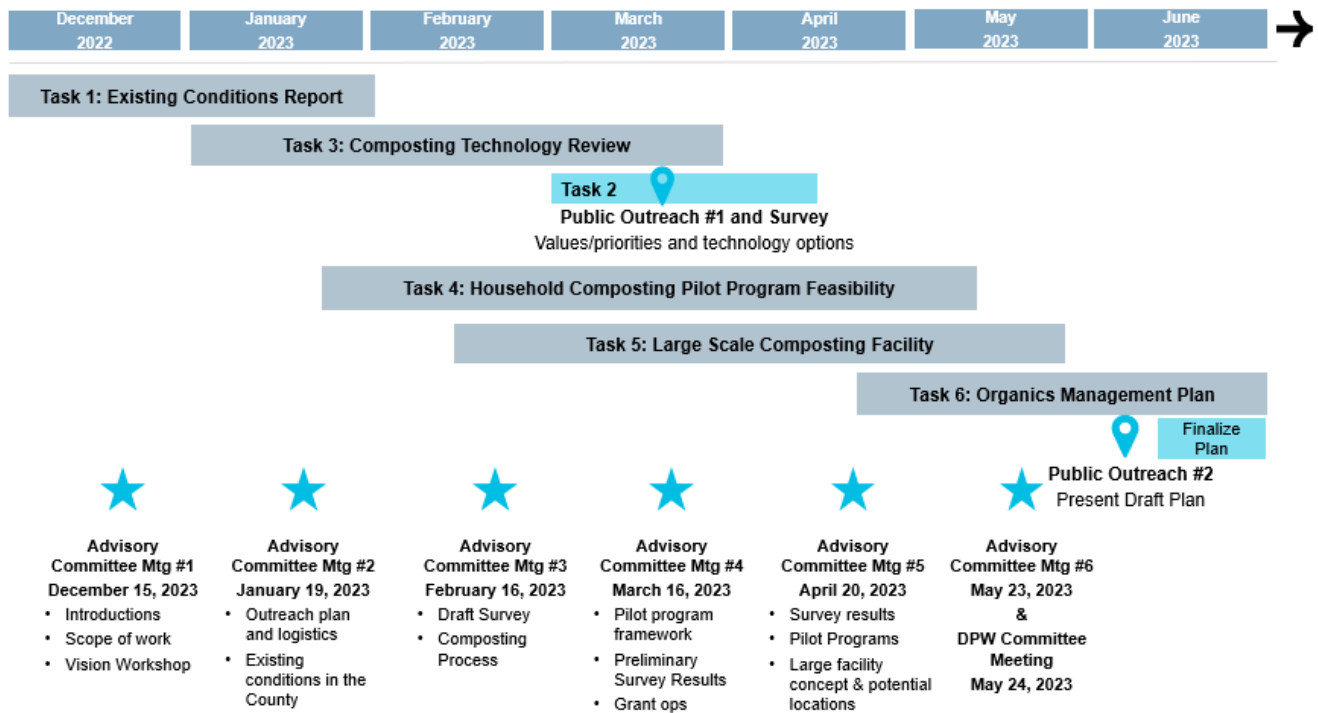 December
2022
January
2023
February
2023
March
2023
April
2023
May
2023
June
2023
Task 1: Existing Conditions Report
Task 3: Composting Technology Review
Task 2
Public Outreach #1 and Survey
Values/priorities and technology options
Task 4: Household Composting Pilot Program Feasibility
Task 5: Large Scale Composting Facility
Task 6: Organics Management Plan
Finalize
Plan
Public Outreach #2
Present Draft Plan
Advisory
Committee Mtg #1
December 15, 2023
• Introductions
• Scope of work
• Vision Workshop
Advisory
Committee Mtg #2
January 19, 2023
• Outreach plan
and logistics
• Existing
conditions in the
County
Advisory
Committee Mtg #3
February 16, 2023
• Draft Survey
• Composting
Process
Advisory
Committee Mtg #4
March 16, 2023
• Pilot program
framework
• Preliminary
Survey Results
• Grant ops
Advisory
Committee Mtg #5
April 20, 2023
• Survey results
• Pilot Programs
• Large facility
concept & potential
locations
Advisory
Committee Mtg #6
May 23, 2023
&
DPW Committee
Meeting
May 24, 2023